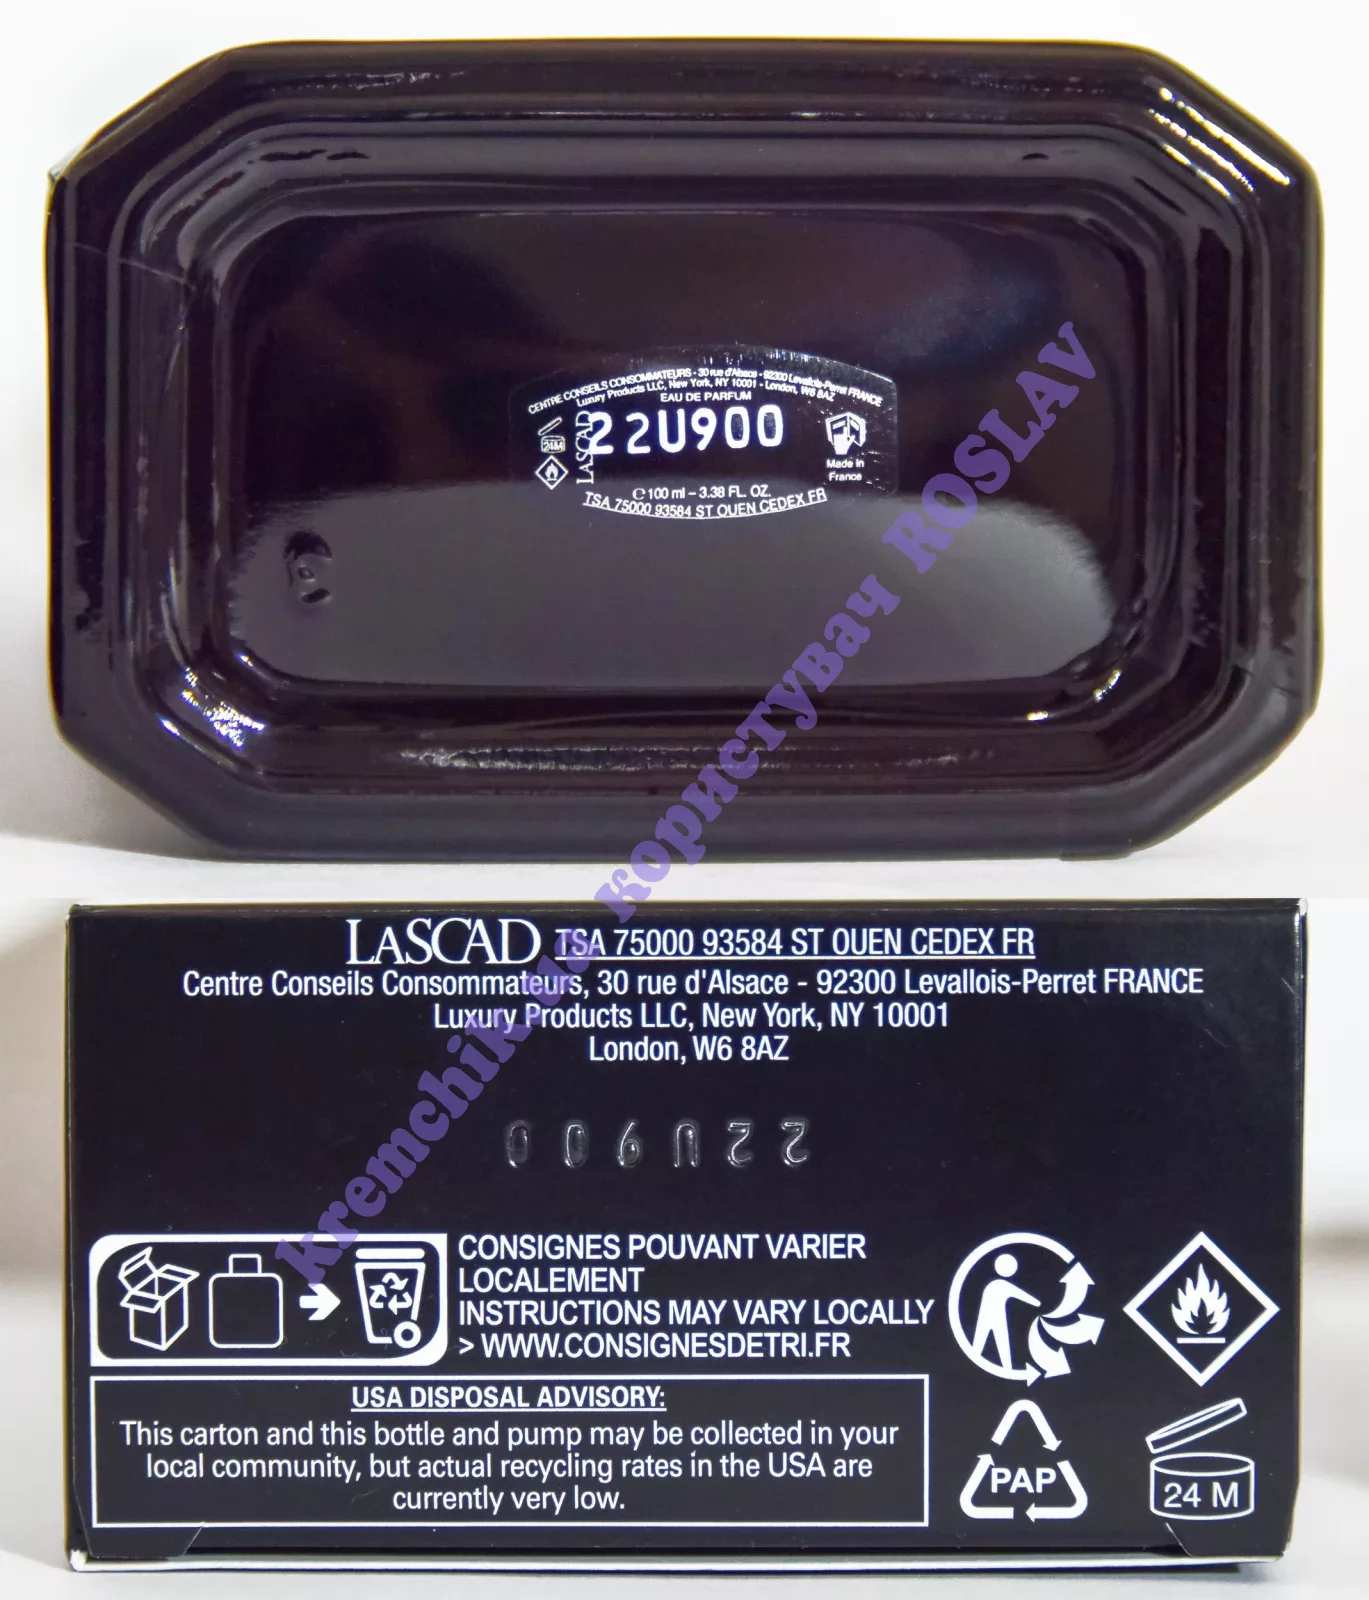 CENTRE CONSEILS CONSOMMATEURS - 30 rue d'Alsace - 92300 Levallois-Perret FRANCE
Luxury Products LLC, New York, NY 10001 - London, W6 8AZ
EAU DE PARFUM
24M
LASCAD
22U900
Made in
France
℮ 100 ml – 3.38 FL. OZ.
TSA 75000 93584 ST OUEN CEDEX FR
LASCAD TSA 75000 93584 ST OUEN CEDEX FR
Centre Conseils Consommateurs, 30 rue d'Alsace - 92300 Levallois-Perret FRANCE
Luxury Products LLC, New York, NY 10001
London, W6 8AZ
22U900
CONSIGNES POUVANT VARIER
LOCALEMENT
INSTRUCTIONS MAY VARY LOCALLY
> WWW.CONSIGNESDETRI.FR
USA DISPOSAL ADVISORY:
This carton and this bottle and pump may be collected in your
local community, but actual recycling rates in the USA are
currently very low.
PAP
24 M
kremchik.ua користувач ROSLAV